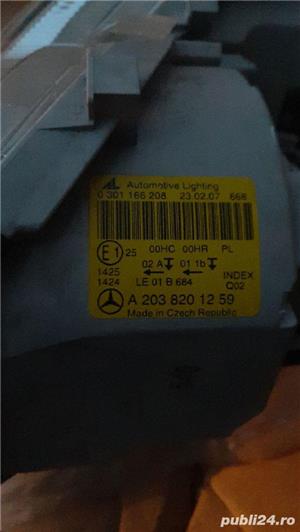 Automotive Lighting
0 301 166 208 23.02.07 668
E1 25 00HC 00HR PL
02 A 01 1b
1425
1424 LE 01 B 684 INDEX
Q02
A 203 820 12 59
Made in Czech Republic
publi24.ro